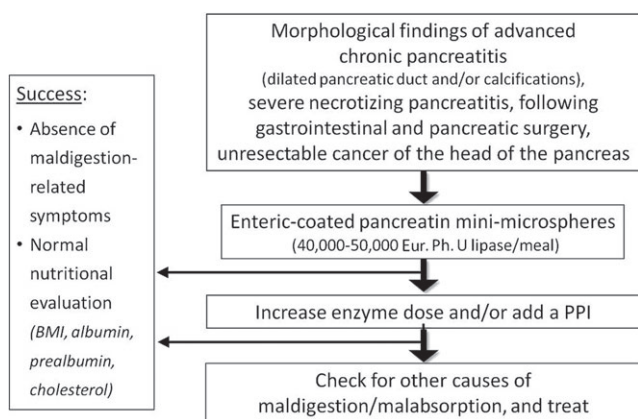 Morphological findings of advanced
chronic pancreatitis
(dilated pancreatic duct and/or calcifications),
severe necrotizing pancreatitis, following
gastrointestinal and pancreatic surgery,
unresectable cancer of the head of the pancreas
Success:
• Absence of
maldigestion-
related
symptoms
• Normal
nutritional
evaluation
(BMI, albumin,
prealbumin,
cholesterol)
Enteric-coated pancreatin mini-microspheres
(40,000-50,000 Eur. Ph. U lipase/meal)
Increase enzyme dose and/or add a PPI
Check for other causes of
maldigestion/malabsorption, and treat